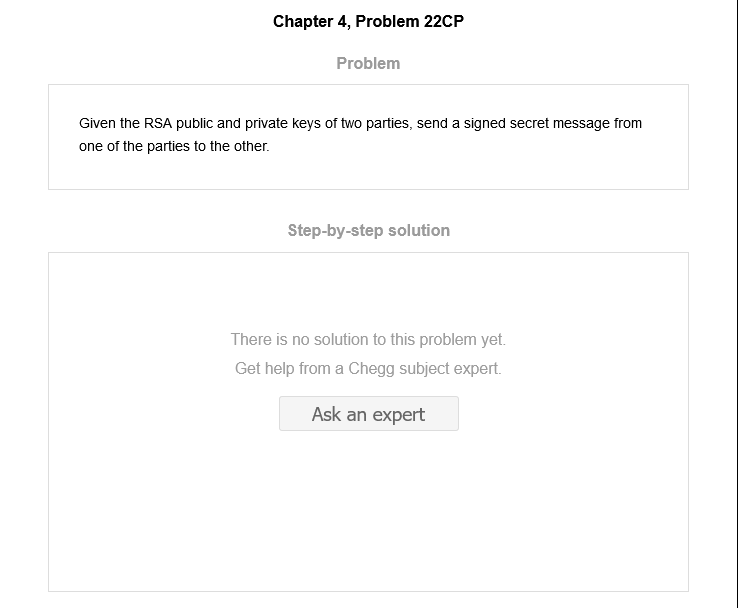 Chapter 4, Problem 22CP
Problem
Given the RSA public and private keys of two parties, send a signed secret message from
one of the parties to the other.
Step-by-step solution
There is no solution to this problem yet.
Get help from a Chegg subject expert.
Ask an expert